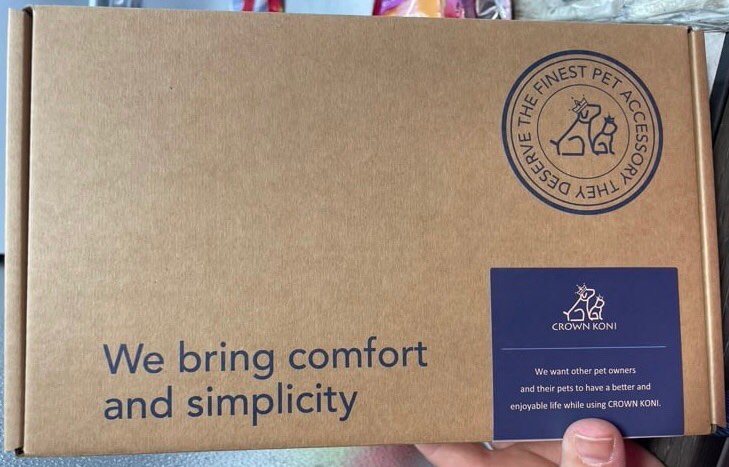 THE FINEST PET ACCESSORY THEY DESERVE
CROWN KONI
We want other pet owners
and their pets to have a better and
enjoyable life while using CROWN KONI.
We bring comfort
and simplicity